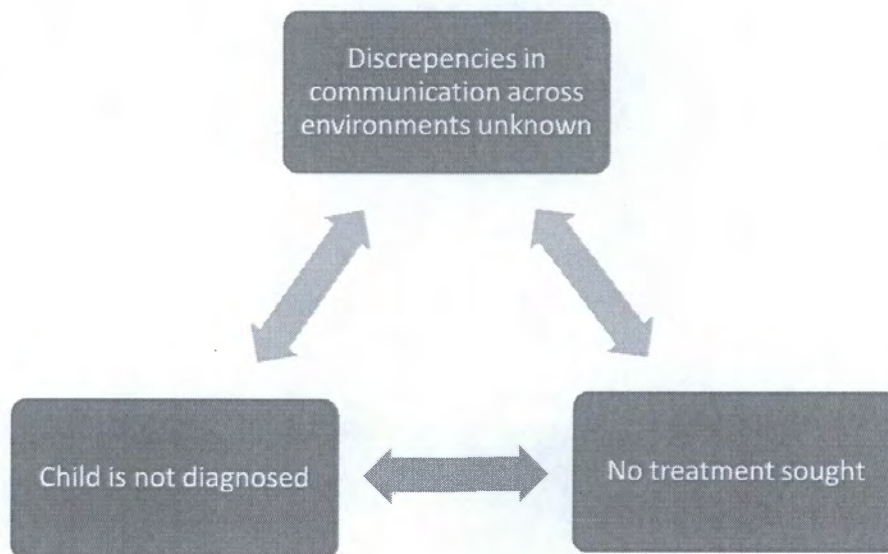 Discrepencies in
communication across
environments unknown
Child is not diagnosed
No treatment sought